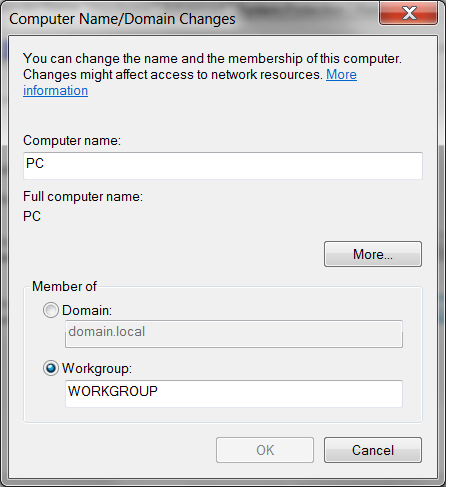 Computer Name/Domain Changes
You can change the name and the membership of this computer.
Changes might affect access to network resources. More
information
Computer name:
PC
Full computer name:
PC
More...
Member of
Domain:
domain.local
Workgroup:
WORKGROUP
OK Cancel